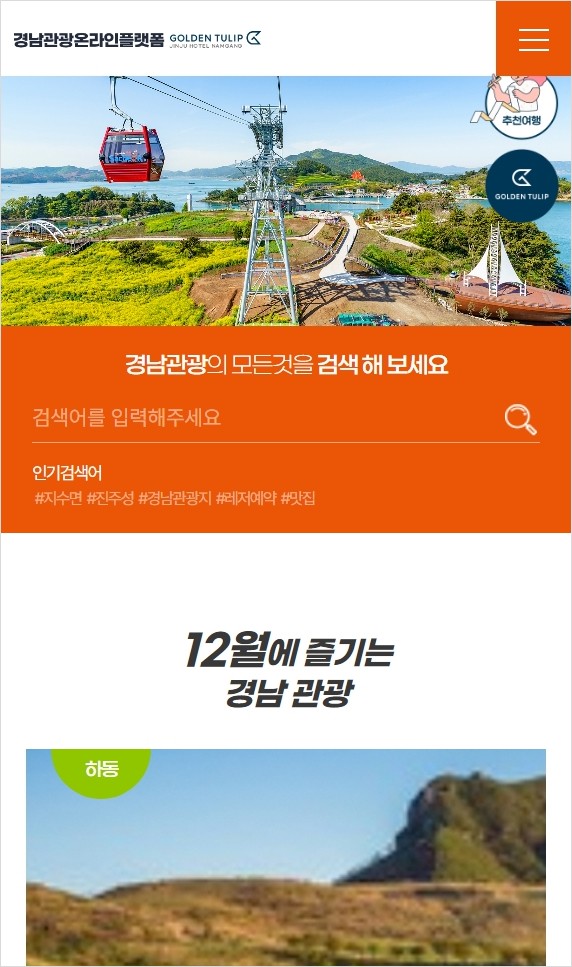 경남관광온라인플랫폼 GOLDEN TULIP
JINJU HOTEL NAMGANG
추천여행
GOLDEN TULIP
경남관광의 모든것을 검색 해 보세요
검색어를 입력해주세요
인기검색어
#지수면 #진주성 #경남관광지 #레저예약 #맛집
12월에 즐기는
경남 관광
하동